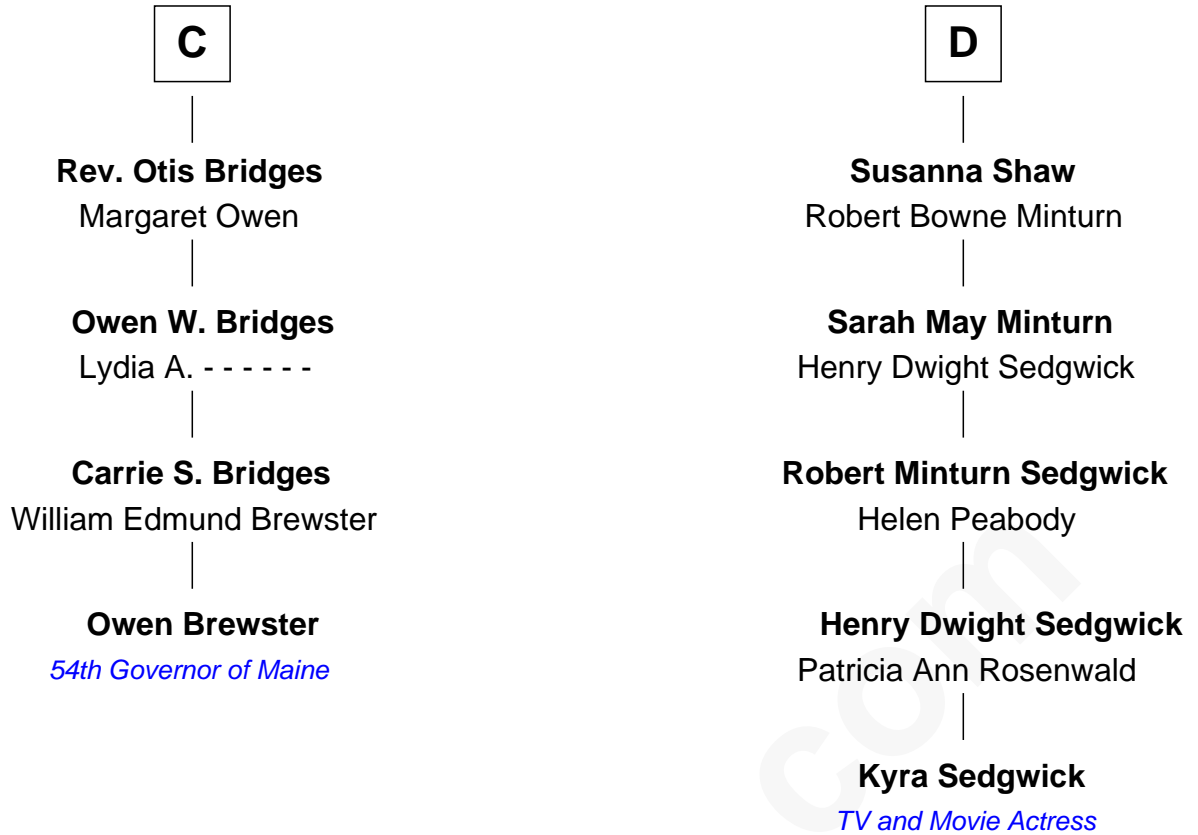 C
Rev. Otis Bridges
Margaret Owen
Owen W. Bridges
Lydia A. - - - - - -
Carrie S. Bridges
William Edmund Brewster
Owen Brewster
54th Governor of Maine
D
Susanna Shaw
Robert Bowne Minturn
Sarah May Minturn
Henry Dwight Sedgwick
Robert Minturn Sedgwick
Helen Peabody
Henry Dwight Sedgwick
Patricia Ann Rosenwald
Kyra Sedgwick
TV and Movie Actress
com